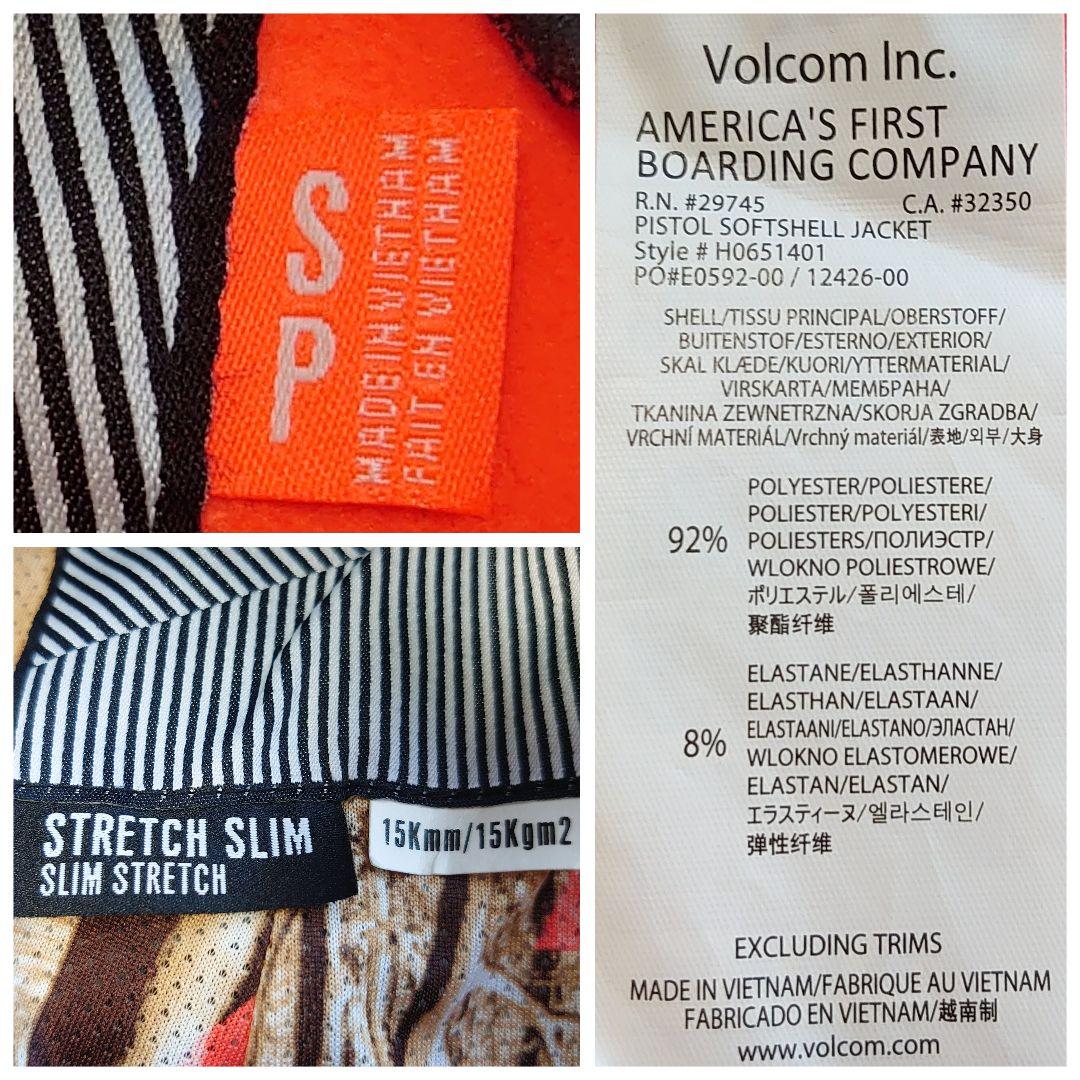 S
P
MADE IN VIETNAM
FAIT EN VIETNAM
STRETCH SLIM
SLIM STRETCH
15Kmm/15Kgm2
Volcom Inc.
AMERICA'S FIRST
BOARDING COMPANY
R.N. #29745 C.A. #32350
PISTOL SOFTSHELL JACKET
Style # H0651401
PO#E0592-00 / 12426-00
SHELL/TISSU PRINCIPAL/OBERSTOFF/
BUITENSTOF/ESTERNO/EXTERIOR/
SKAL KLÆDE/KUORI/YTTERMATERIAL/
VIRSKARTA/МЕМБРАНА/
TKANINA ZEWNETRZNA/SKORJA ZGRADBA/
VRCHNÍ MATERIÁL/Vrchný materiál/表地/외부/大身
POLYESTER/POLIESTERE/
POLIESTER/POLYESTERI/
92% POLIESTERS/ПОЛИЭСТР/
WLOKNO POLIESTROWE/
ポリエステル/폴리에스테/
聚酯纤维
ELASTANE/ELASTHANNE/
ELASTHAN/ELASTAAN/
ELASTAANI/ELASTANO/ЭЛАСТАН/
8% WLOKNO ELASTOMEROWE/
ELASTAN/ELASTAN/
エラスティーヌ/엘라스테인/
弹性纤维
EXCLUDING TRIMS
MADE IN VIETNAM/FABRIQUE AU VIETNAM
FABRICADO EN VIETNAM/越南制
www.volcom.com